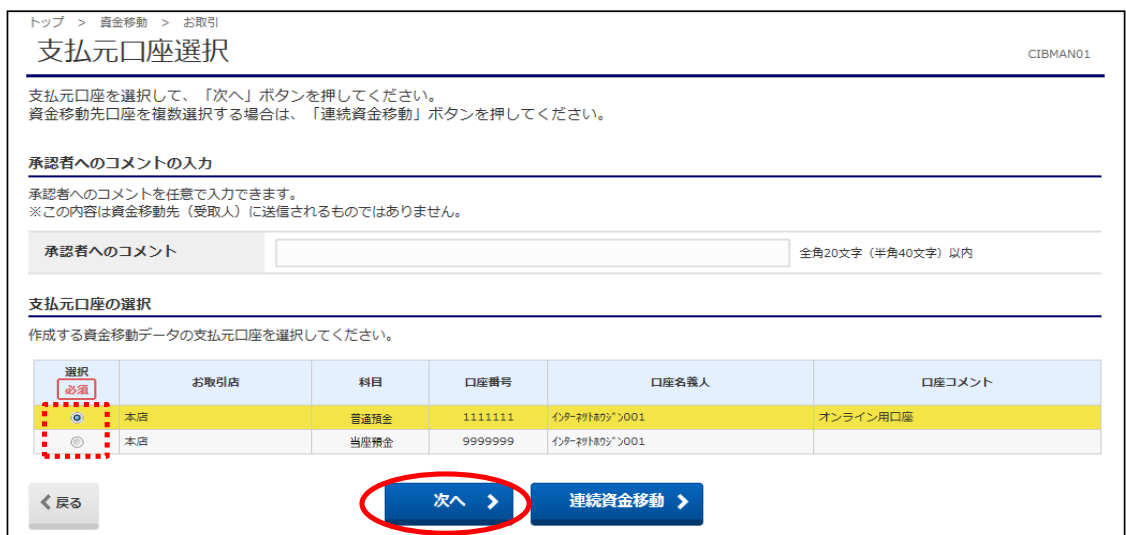 トップ > 資金移動 > お取引
支払元口座選択
CIBMAN01
支払元口座を選択して、「次へ」ボタンを押してください。
資金移動先口座を複数選択する場合は、「連続資金移動」ボタンを押してください。
承認者へのコメントの入力
承認者へのコメントを任意で入力できます。
※この内容は資金移動先（受取人）に送信されるものではありません。
承認者へのコメント 全角20文字（半角40文字）以内
支払元口座の選択
作成する資金移動データの支払元口座を選択してください。
選択 必須 お取引店 科目 口座番号 口座名義人 口座コメント
本店 普通預金 1111111 ｲﾝﾀｰﾈｯﾄﾎｳｼﾞﾝ001 オンライン用口座
本店 当座預金 9999999 ｲﾝﾀｰﾈｯﾄﾎｳｼﾞﾝ001
戻る 次へ 連続資金移動